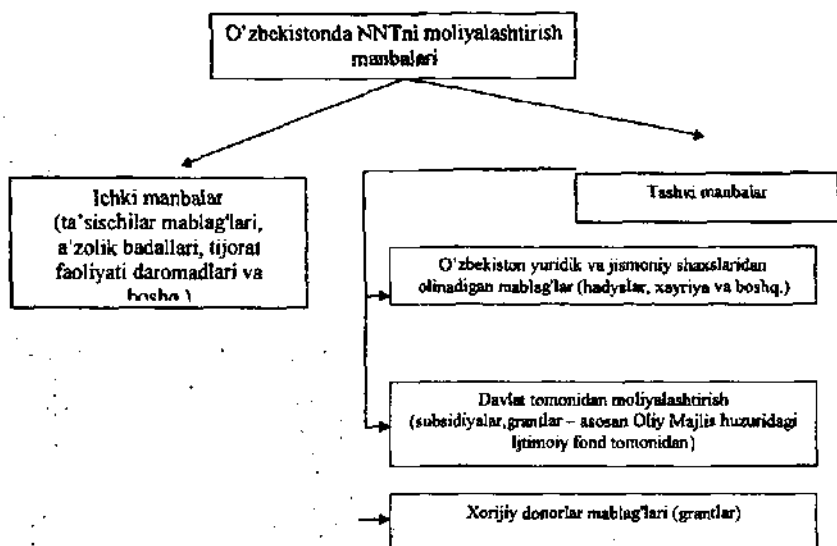 O'zbekistonda NNTni moliyalashtirish
manbalari
Ichki manbalar
(ta'sischilar mablag'lari,
a'zolik badallari, tijorat
faoliyati daromadlari va
boshq.)
Tashqi manbalar
O'zbekiston yuridik va jismoniy shaxslaridan
olinadigan mablag'lar (hadyalar, xayriya va boshq.)
Davlat tomonidan moliyalashtirish
(subsidiyalar, grantlar – asosan Oliy Majlis huzuridagi
Ijtimoiy fond tomonidan)
Xorijiy donorlar mablag'lari (grantlar)